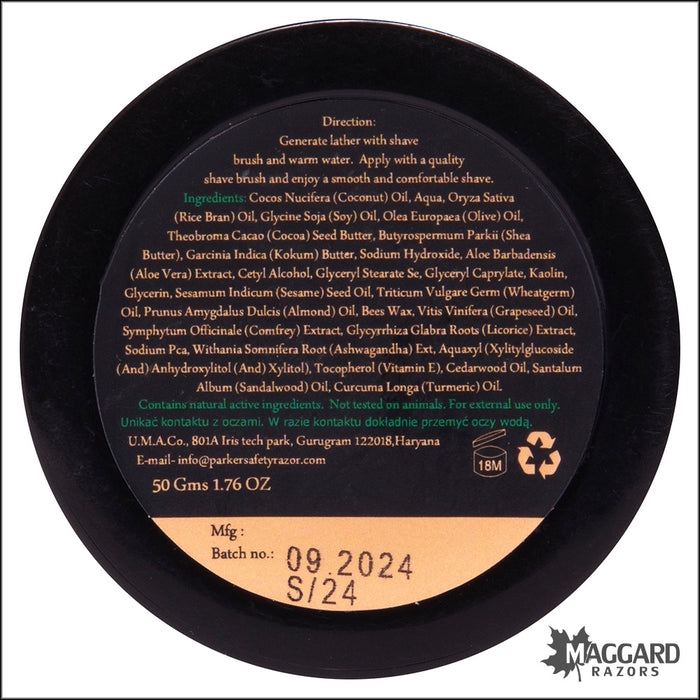 Direction:
Generate lather with shave
brush and warm water. Apply with a quality
shave brush and enjoy a smooth and comfortable shave.
Ingredients: Cocos Nucifera (Coconut) Oil, Aqua, Oryza Sativa
(Rice Bran) Oil, Glycine Soja (Soy) Oil, Olea Europaea (Olive) Oil,
Theobroma Cacao (Cocoa) Seed Butter, Butyrospermum Parkii (Shea
Butter), Garcinia Indica (Kokum) Butter, Sodium Hydroxide, Aloe Barbadensis
(Aloe Vera) Extract, Cetyl Alcohol, Glyceryl Stearate Se, Glyceryl Caprylate, Kaolin,
Glycerin, Sesamum Indicum (Sesame) Seed Oil, Triticum Vulgare Germ (Wheatgerm)
Oil, Prunus Amygdalus Dulcis (Almond) Oil, Bees Wax, Vitis Vinifera (Grapeseed) Oil,
Symphytum Officinale (Comfrey) Extract, Glycyrrhiza Glabra Roots (Licorice) Extract,
Sodium Pca, Withania Somnifera Root (Ashwagandha) Ext, Aquaxyl (Xylitylglucoside
(And) Anhydroxylitol (And) Xylitol), Tocopherol (Vitamin E), Cedarwood Oil, Santalum
Album (Sandalwood) Oil, Curcuma Longa (Turmeric) Oil.
Contains natural active ingredients. Not tested on animals. For external use only.
Unikać kontaktu z oczami. W razie kontaktu dokładnie przemyć oczy wodą.
U.M.A.Co., 801A Iris tech park, Gurugram 122018,Haryana
E-mail- info@parkersafetyrazor.com
18M
50 Gms 1.76 OZ
Mfg :
Batch no.: 09.2024
S/24
MAGGARD
RAZORS